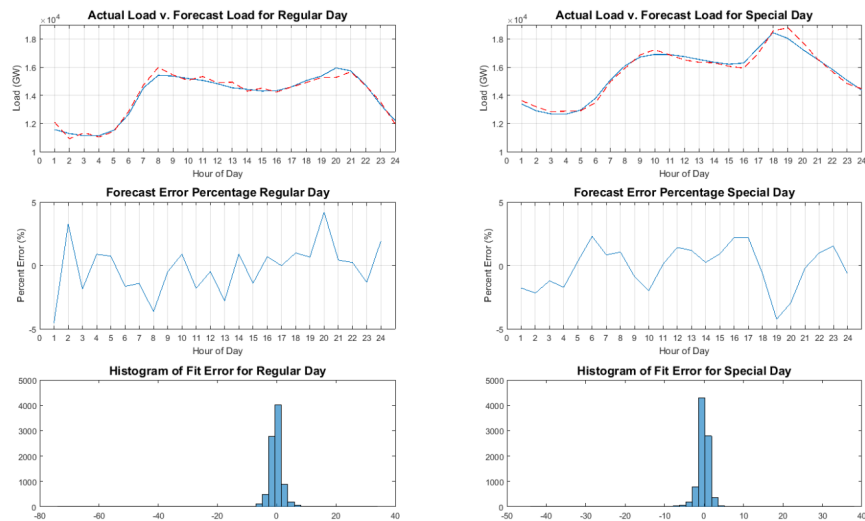 Actual Load v. Forecast Load for Regular Day
×10⁴
1.8
1.6
1.4
1.2
1
Load (GW)
0 1 2 3 4 5 6 7 8 9 10 11 12 13 14 15 16 17 18 19 20 21 22 23 24
Hour of Day
Actual Load v. Forecast Load for Special Day
×10⁴
1.8
1.6
1.4
1.2
1
Load (GW)
0 1 2 3 4 5 6 7 8 9 10 11 12 13 14 15 16 17 18 19 20 21 22 23 24
Hour of Day
Forecast Error Percentage Regular Day
5
0
-5
Percent Error (%)
0 1 2 3 4 5 6 7 8 9 10 11 12 13 14 15 16 17 18 19 20 21 22 23 24
Hour of Day
Forecast Error Percentage Special Day
5
0
-5
Percent Error (%)
0 1 2 3 4 5 6 7 8 9 10 11 12 13 14 15 16 17 18 19 20 21 22 23 24
Hour of Day
Histogram of Fit Error for Regular Day
5000
4000
3000
2000
1000
0
-80 -60 -40 -20 0 20 40
Histogram of Fit Error for Special Day
5000
4000
3000
2000
1000
0
-50 -40 -30 -20 -10 0 10 20 30 40